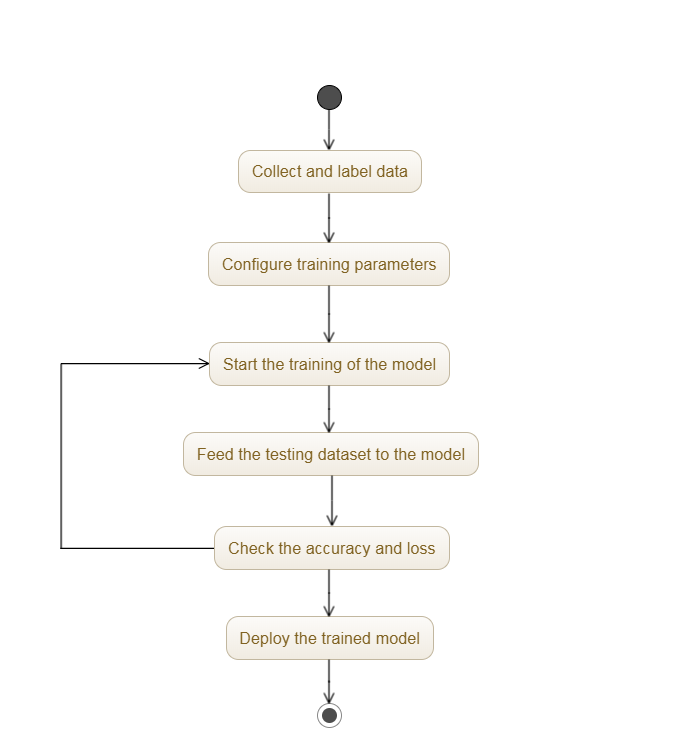 Collect and label data
Configure training parameters
Start the training of the model
Feed the testing dataset to the model
Check the accuracy and loss
Deploy the trained model